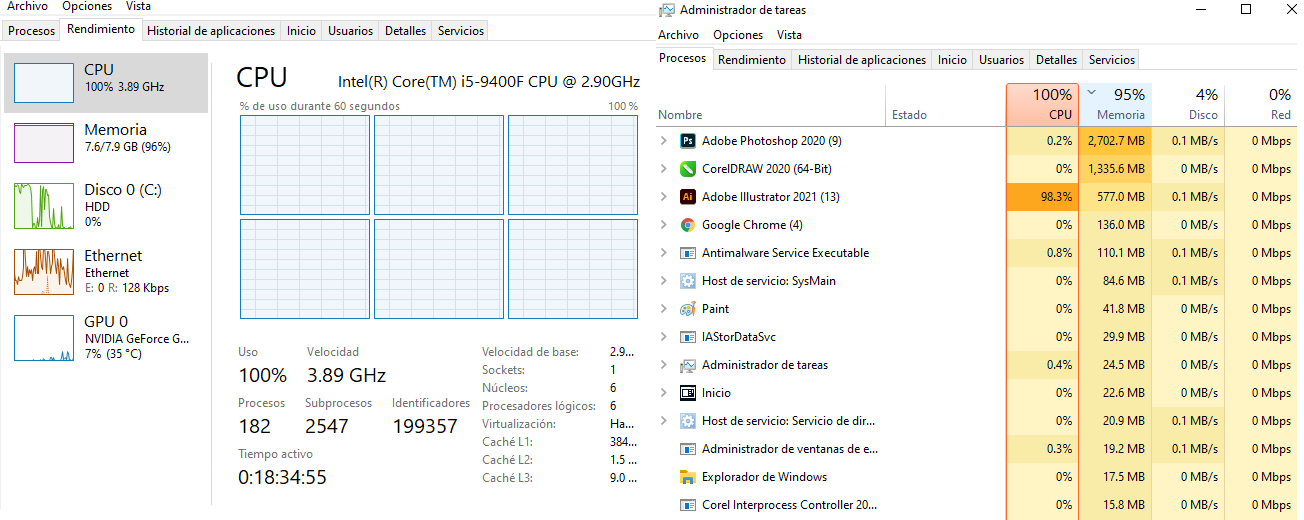 Archivo Opciones Vista
Procesos Rendimiento Historial de aplicaciones Inicio Usuarios Detalles Servicios
CPU
100% 3.89 GHz
Memoria
7.6/7.9 GB (96%)
Disco 0 (C:)
HDD
0%
Ethernet
Ethernet
E: 0 R: 128 Kbps
GPU 0
NVIDIA GeForce G...
7% (35 °C)
CPU Intel(R) Core(TM) i5-9400F CPU @ 2.90GHz
% de uso durante 60 segundos 100 %
Uso Velocidad
100% 3.89 GHz
Procesos Subprocesos Identificadores
182 2547 199357
Tiempo activo
0:18:34:55
Velocidad de base: 2.9...
Sockets: 1
Núcleos: 6
Procesadores lógicos: 6
Virtualización: Ha...
Caché L1: 384...
Caché L2: 1.5 ...
Caché L3: 9.0 ...
Administrador de tareas
Archivo Opciones Vista
Procesos Rendimiento Historial de aplicaciones Inicio Usuarios Detalles Servicios
100% 95% 4% 0%
Nombre Estado CPU Memoria Disco Red
Adobe Photoshop 2020 (9) 0.2% 2,702.7 MB 0.1 MB/s 0 Mbps
CorelDRAW 2020 (64-Bit) 0% 1,335.6 MB 0 MB/s 0 Mbps
Adobe Illustrator 2021 (13) 98.3% 577.0 MB 0.1 MB/s 0 Mbps
Google Chrome (4) 0% 136.0 MB 0 MB/s 0 Mbps
Antimalware Service Executable 0.8% 110.1 MB 0.1 MB/s 0 Mbps
Host de servicio: SysMain 0% 84.6 MB 0.1 MB/s 0 Mbps
Paint 0% 41.8 MB 0 MB/s 0 Mbps
IAStorDataSvc 0% 29.9 MB 0 MB/s 0 Mbps
Administrador de tareas 0.4% 24.5 MB 0 MB/s 0 Mbps
Inicio 0% 22.6 MB 0 MB/s 0 Mbps
Host de servicio: Servicio de dir... 0% 20.9 MB 0.1 MB/s 0 Mbps
Administrador de ventanas de e... 0.3% 19.2 MB 0.1 MB/s 0 Mbps
Explorador de Windows 0% 17.5 MB 0 MB/s 0 Mbps
Corel Interprocess Controller 20... 0% 15.8 MB 0 MB/s 0 Mbps